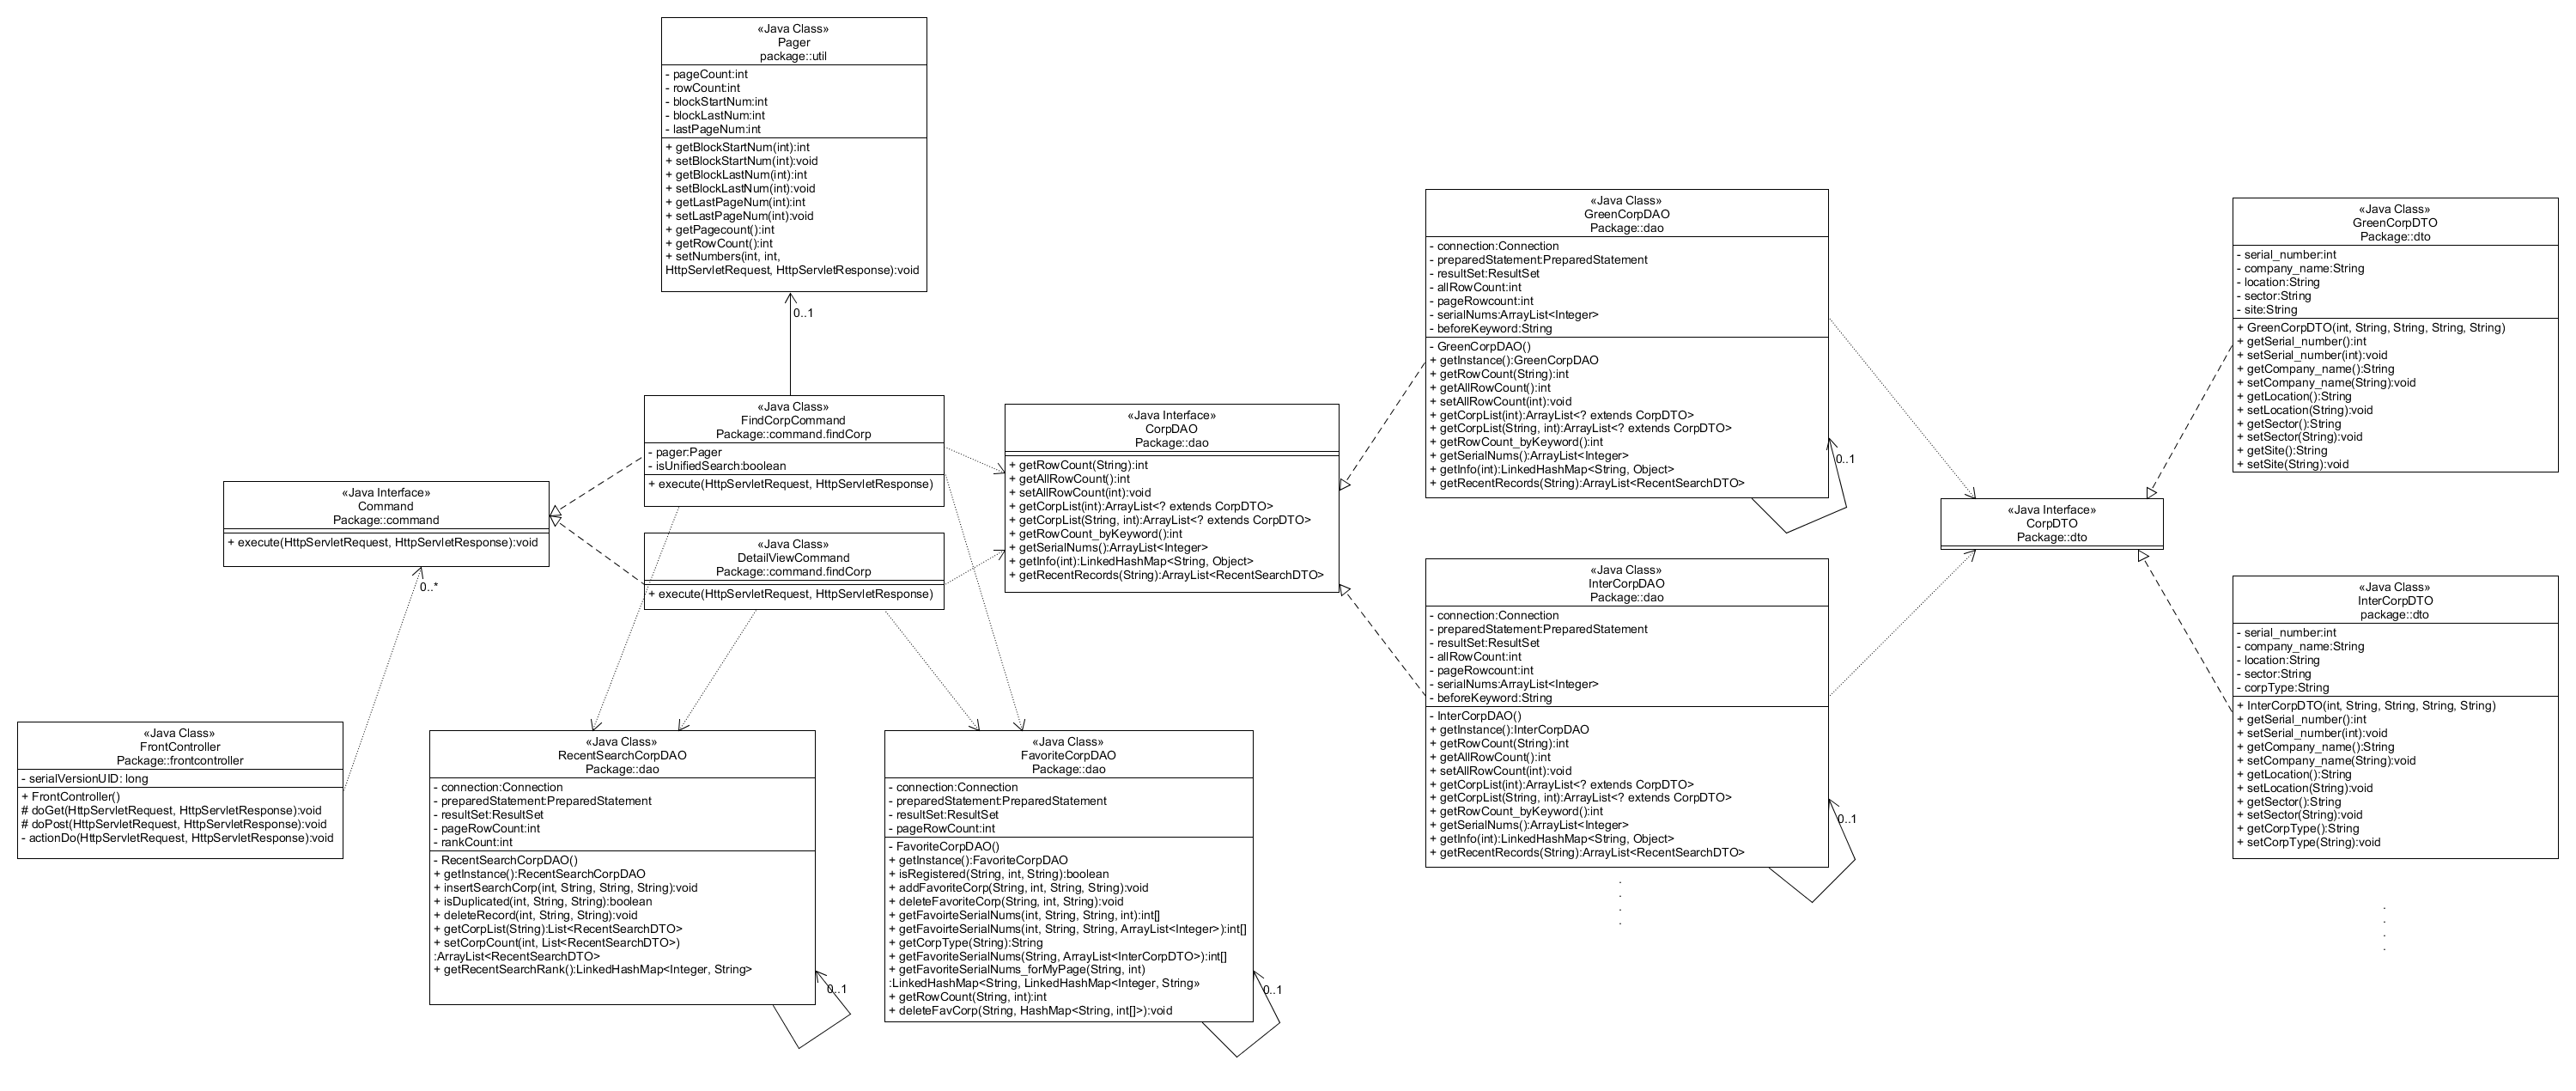 «Java Class»
Pager
package::util
- pageCount:int
- rowCount:int
- blockStartNum:int
- blockLastNum:int
- lastPageNum:int
+ getBlockStartNum(int):int
+ setBlockStartNum(int):void
+ getBlockLastNum(int):int
+ setBlockLastNum(int):void
+ getLastPageNum(int):int
+ setLastPageNum(int):void
+ getPagecount():int
+ getRowCount():int
+ setNumbers(int, int,
HttpServletRequest, HttpServletResponse):void
0..1
«Java Class»
FindCorpCommand
Package::command.findCorp
- pager:Pager
- isUnifiedSearch:boolean
+ execute(HttpServletRequest, HttpServletResponse)
«Java Interface»
Command
Package::command
+ execute(HttpServletRequest, HttpServletResponse):void
0..*
«Java Class»
DetailViewCommand
Package::command.findCorp
+ execute(HttpServletRequest, HttpServletResponse)
«Java Class»
FrontController
Package::frontcontroller
- serialVersionUID: long
+ FrontController()
# doGet(HttpServletRequest, HttpServletResponse):void
# doPost(HttpServletRequest, HttpServletResponse):void
- actionDo(HttpServletRequest, HttpServletResponse):void
«Java Class»
RecentSearchCorpDAO
Package::dao
- connection:Connection
- preparedStatement:PreparedStatement
- resultSet:ResultSet
- pageRowCount:int
- rankCount:int
- RecentSearchCorpDAO()
+ getInstance():RecentSearchCorpDAO
+ insertSearchCorp(int, String, String, String):void
+ isDuplicated(int, String, String):boolean
+ deleteRecord(int, String, String):void
+ getCorpList(String):List<RecentSearchDTO>
+ setCorpCount(int, List<RecentSearchDTO>)
:ArrayList<RecentSearchDTO>
+ getRecentSearchRank():LinkedHashMap<Integer, String>
0..1
«Java Class»
FavoriteCorpDAO
Package::dao
- connection:Connection
- preparedStatement:PreparedStatement
- resultSet:ResultSet
- pageRowCount:int
- FavoriteCorpDAO()
+ getInstance():FavoriteCorpDAO
+ isRegistered(String, int, String):boolean
+ addFavoriteCorp(String, int, String, String):void
+ deleteFavoriteCorp(String, int, String):void
+ getFavoirteSerialNums(int, String, String, int):int[]
+ getFavoirteSerialNums(int, String, String, ArrayList<Integer>):int[]
+ getCorpType(String):String
+ getFavoriteSerialNums(String, ArrayList<InterCorpDTO>):int[]
+ getFavoriteSerialNums_forMyPage(String, int)
:LinkedHashMap<String, LinkedHashMap<Integer, String»
+ getRowCount(String, int):int
+ deleteFavCorp(String, HashMap<String, int[]>):void
0..1
«Java Interface»
CorpDAO
Package::dao
+ getRowCount(String):int
+ getAllRowCount():int
+ setAllRowCount(int):void
+ getCorpList(int):ArrayList<? extends CorpDTO>
+ getCorpList(String, int):ArrayList<? extends CorpDTO>
+ getRowCount_byKeyword():int
+ getSerialNums():ArrayList<Integer>
+ getInfo(int):LinkedHashMap<String, Object>
+ getRecentRecords(String):ArrayList<RecentSearchDTO>
«Java Class»
GreenCorpDAO
Package::dao
- connection:Connection
- preparedStatement:PreparedStatement
- resultSet:ResultSet
- allRowCount:int
- pageRowcount:int
- serialNums:ArrayList<Integer>
- beforeKeyword:String
- GreenCorpDAO()
+ getInstance():GreenCorpDAO
+ getRowCount(String):int
+ getAllRowCount():int
+ setAllRowCount(int):void
+ getCorpList(int):ArrayList<? extends CorpDTO>
+ getCorpList(String, int):ArrayList<? extends CorpDTO>
+ getRowCount_byKeyword():int
+ getSerialNums():ArrayList<Integer>
+ getInfo(int):LinkedHashMap<String, Object>
+ getRecentRecords(String):ArrayList<RecentSearchDTO>
0..1
«Java Class»
InterCorpDAO
Package::dao
- connection:Connection
- preparedStatement:PreparedStatement
- resultSet:ResultSet
- allRowCount:int
- pageRowcount:int
- serialNums:ArrayList<Integer>
- beforeKeyword:String
- InterCorpDAO()
+ getInstance():InterCorpDAO
+ getRowCount(String):int
+ getAllRowCount():int
+ setAllRowCount(int):void
+ getCorpList(int):ArrayList<? extends CorpDTO>
+ getCorpList(String, int):ArrayList<? extends CorpDTO>
+ getRowCount_byKeyword():int
+ getSerialNums():ArrayList<Integer>
+ getInfo(int):LinkedHashMap<String, Object>
+ getRecentRecords(String):ArrayList<RecentSearchDTO>
0..1
.
.
.
.
«Java Interface»
CorpDTO
Package::dto
«Java Class»
GreenCorpDTO
Package::dto
- serial_number:int
- company_name:String
- location:String
- sector:String
- site:String
+ GreenCorpDTO(int, String, String, String, String)
+ getSerial_number():int
+ setSerial_number(int):void
+ getCompany_name():String
+ setCompany_name(String):void
+ getLocation():String
+ setLocation(String):void
+ getSector():String
+ setSector(String):void
+ getSite():String
+ setSite(String):void
«Java Class»
InterCorpDTO
package::dto
- serial_number:int
- company_name:String
- location:String
- sector:String
- corpType:String
+ InterCorpDTO(int, String, String, String, String)
+ getSerial_number():int
+ setSerial_number(int):void
+ getCompany_name():String
+ setCompany_name(String):void
+ getLocation():String
+ setLocation(String):void
+ getSector():String
+ setSector(String):void
+ getCorpType():String
+ setCorpType(String):void
.
.
.
.